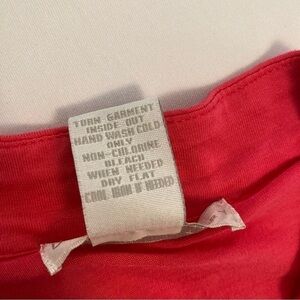 TURN GARMENT
INSIDE OUT
HAND WASH COLD
ONLY
NON-CHLORINE
BLEACH
WHEN NEEDED
DRY FLAT
COOL IRON IF NEEDED